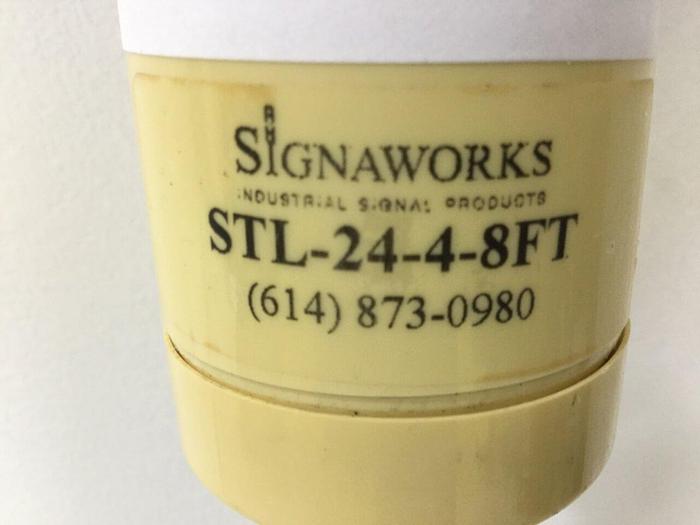 SIGNAWORKS
INDUSTRIAL SIGNAL PRODUCTS
STL-24-4-8FT
(614) 873-0980